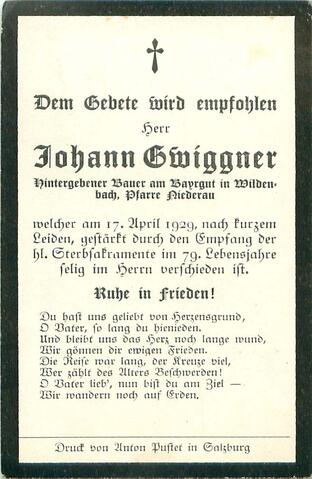 Dem Gebete wird empfohlen
Herr
Johann Gwiggner
Hintergebener Bauer am Bayrgut in Wilden-
bach, Pfarre Niederau
welcher am 17. April 1929, nach kurzem
Leiden, gestärkt durch den Empfang der
hl. Sterbsakramente im 79. Lebensjahre
selig im Herrn verschieden ist.
Ruhe in Frieden!
Du hast uns geliebt von Herzensgrund,
O Vater, so lang du hienieden.
Und bleibt uns das Herz noch lange wund,
Wir gönnen dir ewigen Frieden.
Die Reise war lang, der Kreuze viel,
Wer zählt des Alters Beschwerden!
O Vater lieb', nun bist du am Ziel —
Wir wandern noch auf Erden.
Druck von Anton Pustet in Salzburg